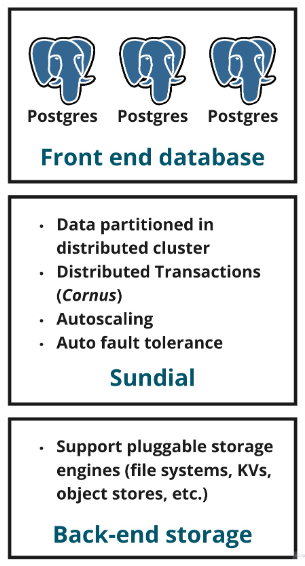 Postgres Postgres Postgres
Front end database
• Data partitioned in
distributed cluster
• Distributed Transactions
(Cornus)
• Autoscaling
• Auto fault tolerance
Sundial
• Support pluggable storage
engines (file systems, KVs,
object stores, etc.)
Back-end storage